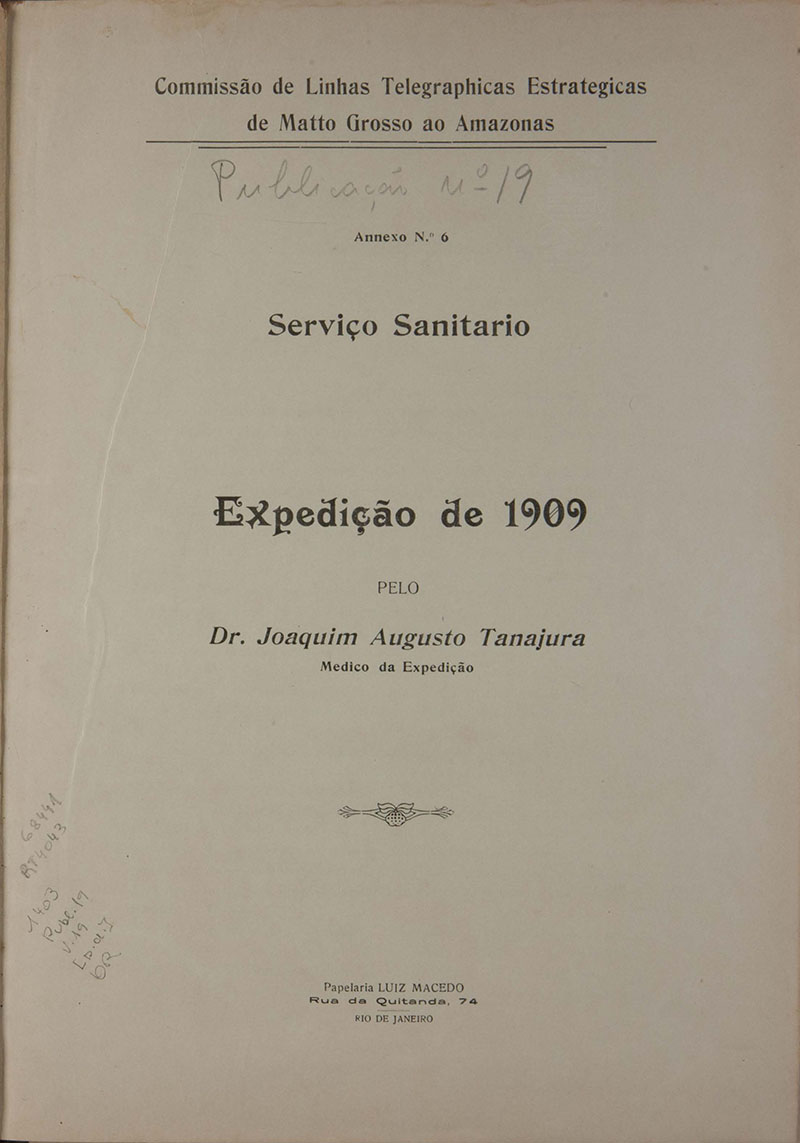 Commissão de Linhas Telegraphicas Estrategicas
de Matto Grosso ao Amazonas
Publicação Nº 19
Annexo N.º 6
Serviço Sanitario
Expedição de 1909
PELO
Dr. Joaquim Augusto Tanajura
Medico da Expedição
Papelaria LUIZ MACEDO
Rua da Quitanda, 74
RIO DE JANEIRO